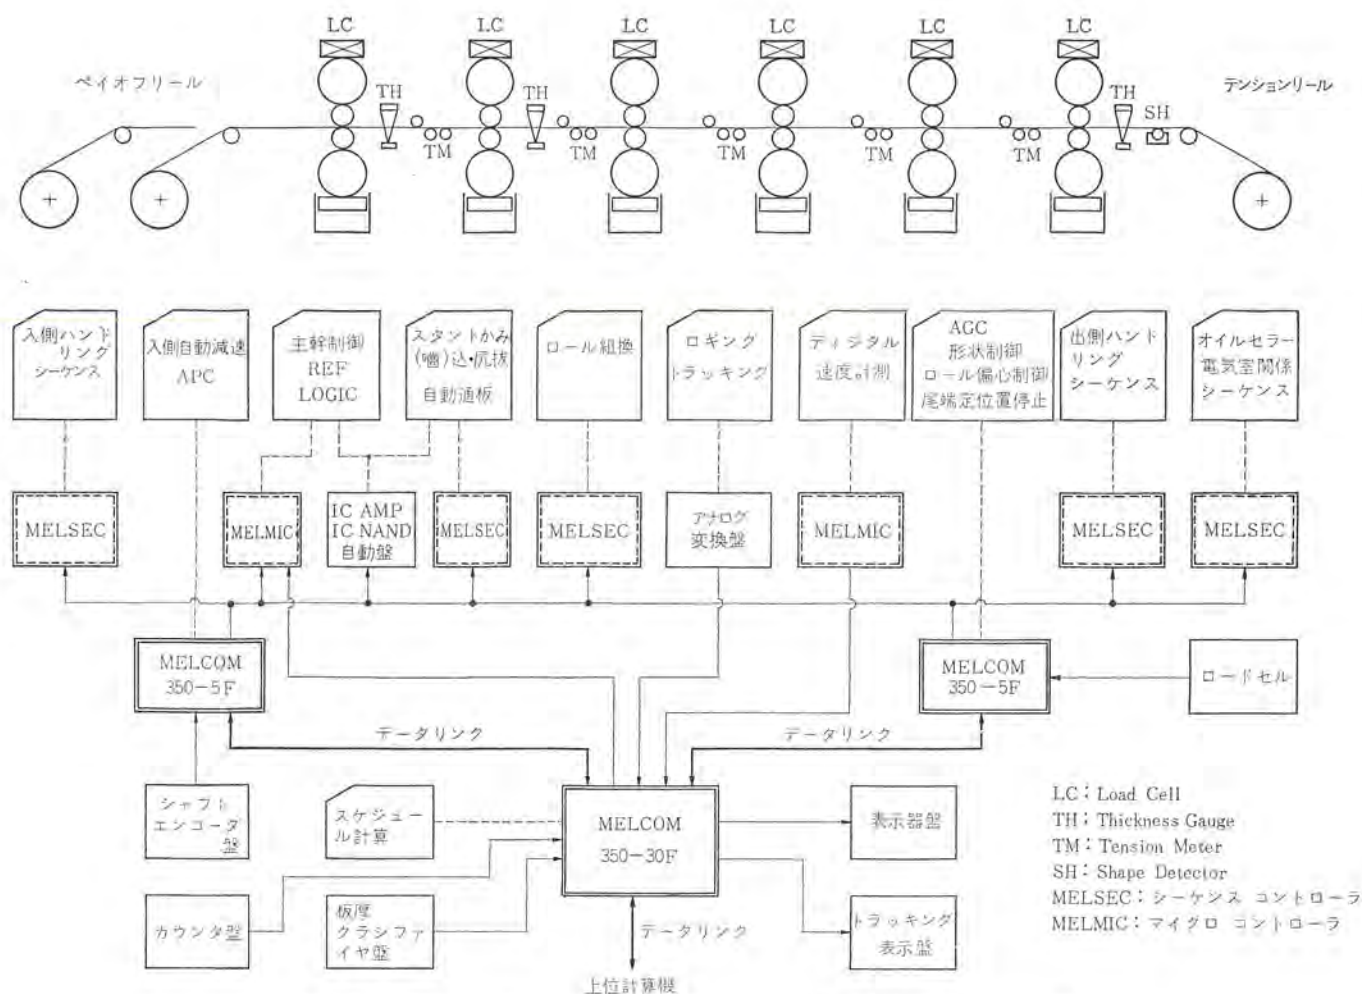 LC
LC
LC
LC
LC
LC
ペイオフリール
テンションリール
TH
TH
TH
SH
TM
TM
TM
TM
TM
入側ハンド
リング
シーケンス
入側自動減速
APC
主幹制御
REF
LOGIC
スタントかみ
(噛)込・尻抜
自動通板
ロール組換
ロギング
トラッキング
ディジタル
速度計測
AGC
形状制御
ロール偏心制御
尾端定位置停止
出側ハント
リング
シーケンス
オイルセラー
電気室関係
シーケンス
MELSEC
MELMIC
IC AMP
IC NAND
自動盤
MELSEC
MELSEC
アナログ
変換盤
MELMIC
MELSEC
MELSEC
MELCOM
350-5F
MELCOM
350-5F
ロードセル
データリンク
データリンク
シャフト
エンコーダ
盤
スケジュー
ル計算
MELCOM
350-30F
表示器盤
カウンタ盤
板厚
クラシファ
イヤ盤
データリンク
トラッキング
表示盤
上位計算機
LC：Load Cell
TH：Thickness Gauge
TM：Tension Meter
SH：Shape Detector
MELSEC：シーケンス コントローラ
MELMIC：マイクロ コントローラ